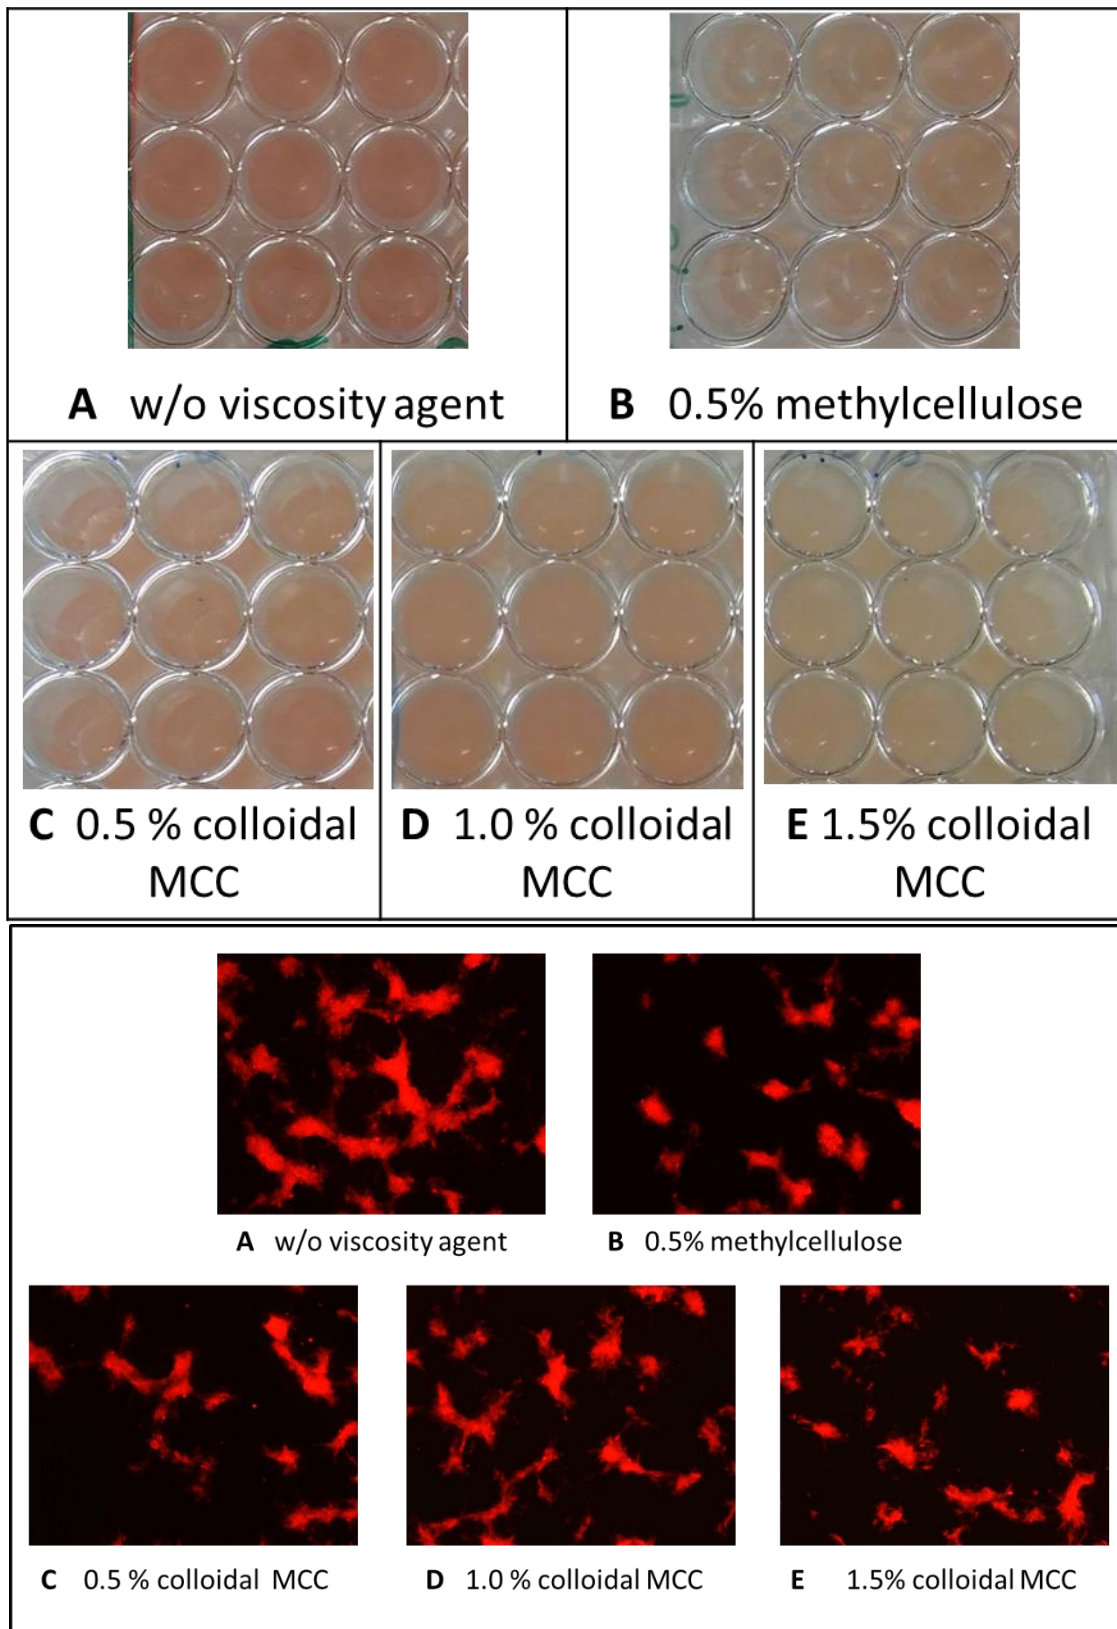 A w/o viscosity agent
B 0.5% methylcellulose
C 0.5 % colloidal
MCC
D 1.0 % colloidal
MCC
E 1.5% colloidal
MCC
A w/o viscosity agent
B 0.5% methylcellulose
C 0.5 % colloidal MCC
D 1.0 % colloidal MCC
E 1.5% colloidal MCC